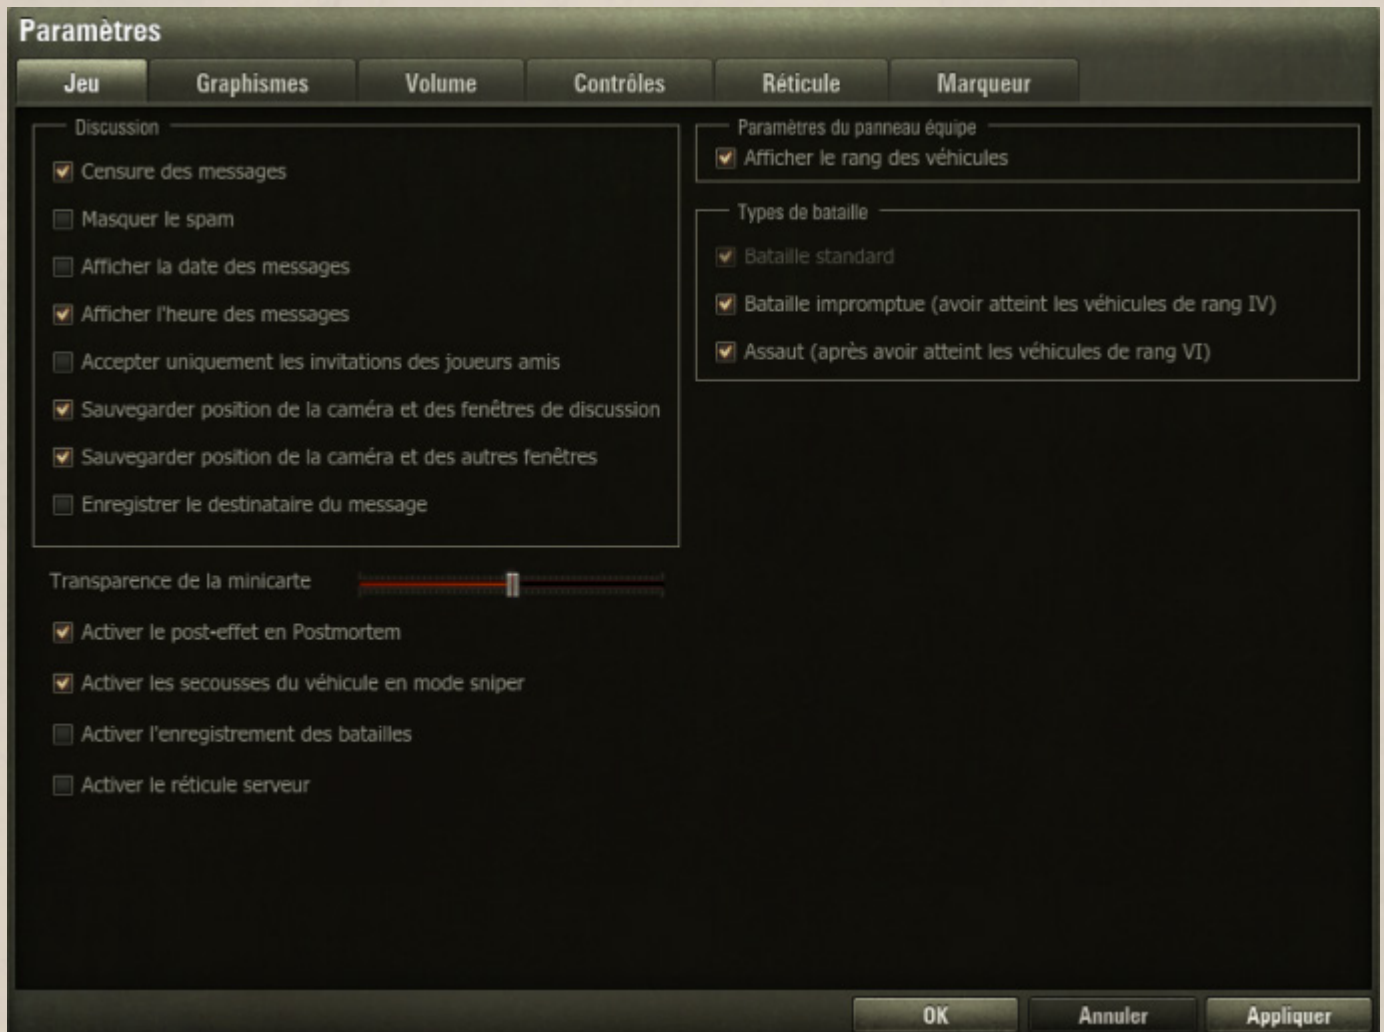 Paramètres
Jeu
Graphismes
Volume
Contrôles
Réticule
Marqueur
Discussion
Censure des messages
Masquer le spam
Afficher la date des messages
Afficher l'heure des messages
Accepter uniquement les invitations des joueurs amis
Sauvegarder position de la caméra et des fenêtres de discussion
Sauvegarder position de la caméra et des autres fenêtres
Enregistrer le destinataire du message
Transparence de la minicarte
Activer le post-effet en Postmortem
Activer les secousses du véhicule en mode sniper
Activer l'enregistrement des batailles
Activer le réticule serveur
Paramètres du panneau équipe
Afficher le rang des véhicules
Types de bataille
Bataille standard
Bataille impromptue (avoir atteint les véhicules de rang IV)
Assaut (après avoir atteint les véhicules de rang VI)
OK
Annuler
Appliquer